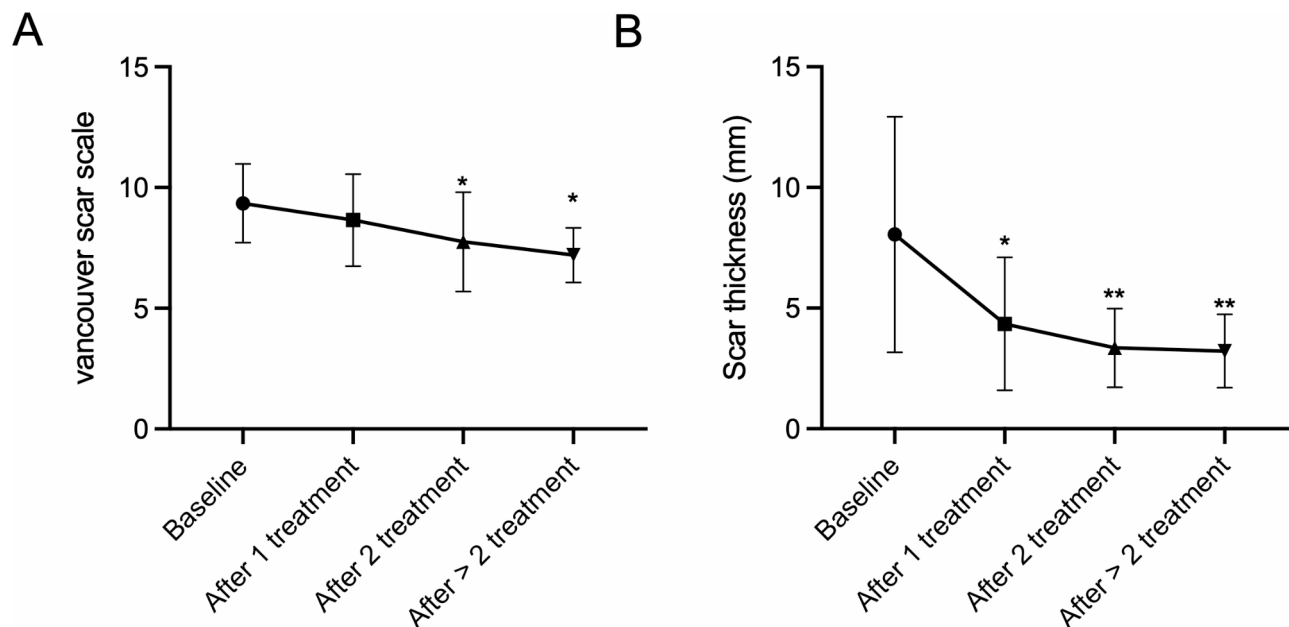 A
vancouver scar scale
15
10
5
0
*
*
Baseline
After 1 treatment
After 2 treatment
After > 2 treatment
B
Scar thickness (mm)
15
10
5
0
*
**
**
Baseline
After 1 treatment
After 2 treatment
After > 2 treatment